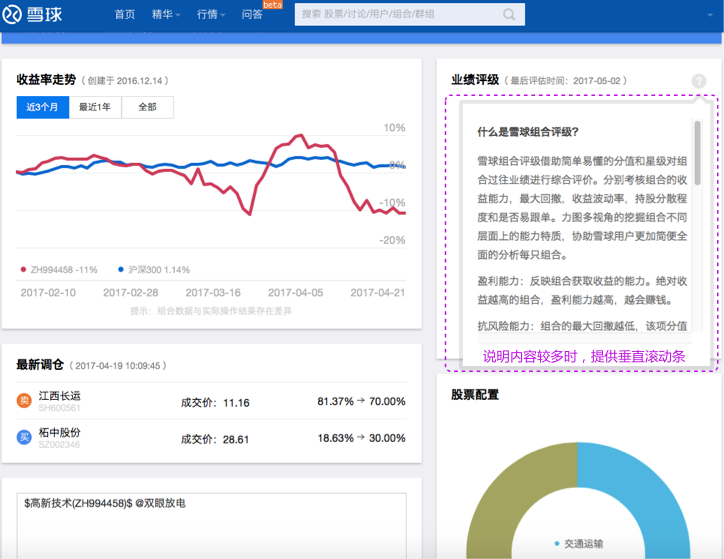 雪球
首页 精华 行情 问答 beta
搜索 股票/讨论/用户/组合/群组
收益率走势（创建于 2016.12.14）
近3个月 最近1年 全部
10%
0%
-10%
-20%
ZH994458 -11% 沪深300 1.14%
2017-02-10 2017-02-28 2017-03-16 2017-04-05 2017-04-21
提示：组合数据与实际操作结果存在差异
最新调仓（2017-04-19 10:09:45）
卖 江西长运 成交价：11.16 81.37% → 70.00%
SH600561
买 柘中股份 成交价：28.61 18.63% → 30.00%
SZ002346
$高新技术(ZH994458)$ @双眼放电
业绩评级（最后评估时间：2017-05-02） ?
什么是雪球组合评级?
雪球组合评级借助简单易懂的分值和星级对组
合过往业绩进行综合评价。分别考核组合的收
益能力，最大回撤，收益波动率，持股分散程
度和是否易跟单。力图多视角的挖掘组合不同
层面上的能力特质，协助雪球用户更加简便全
面的分析每只组合。
盈利能力：反映组合获取收益的能力。绝对收
益越高的组合，盈利能力越高，越会赚钱。
抗风险能力：组合的最大回撤越低，该项分值
说明内容较多时，提供垂直滚动条
股票配置
交通运输